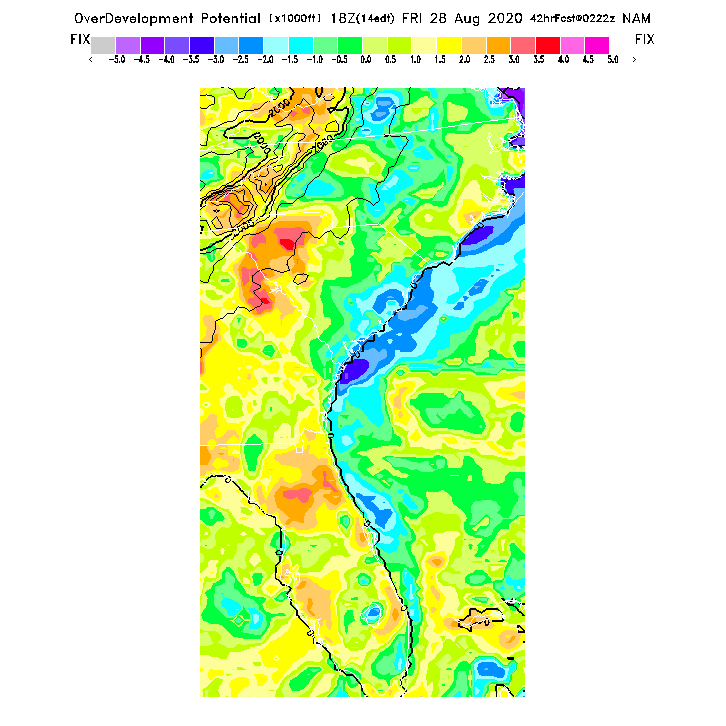 OverDevelopment Potential [x1000ft] 18Z(14edt) FRI 28 Aug 2020 42hrFcst@0222z NAM
FIX FIX
< -5.0 -4.5 -4.0 -3.5 -3.0 -2.5 -2.0 -1.5 -1.0 -0.5 0.0 0.5 1.0 1.5 2.0 2.5 3.0 3.5 4.0 4.5 5.0 >
2000
2000